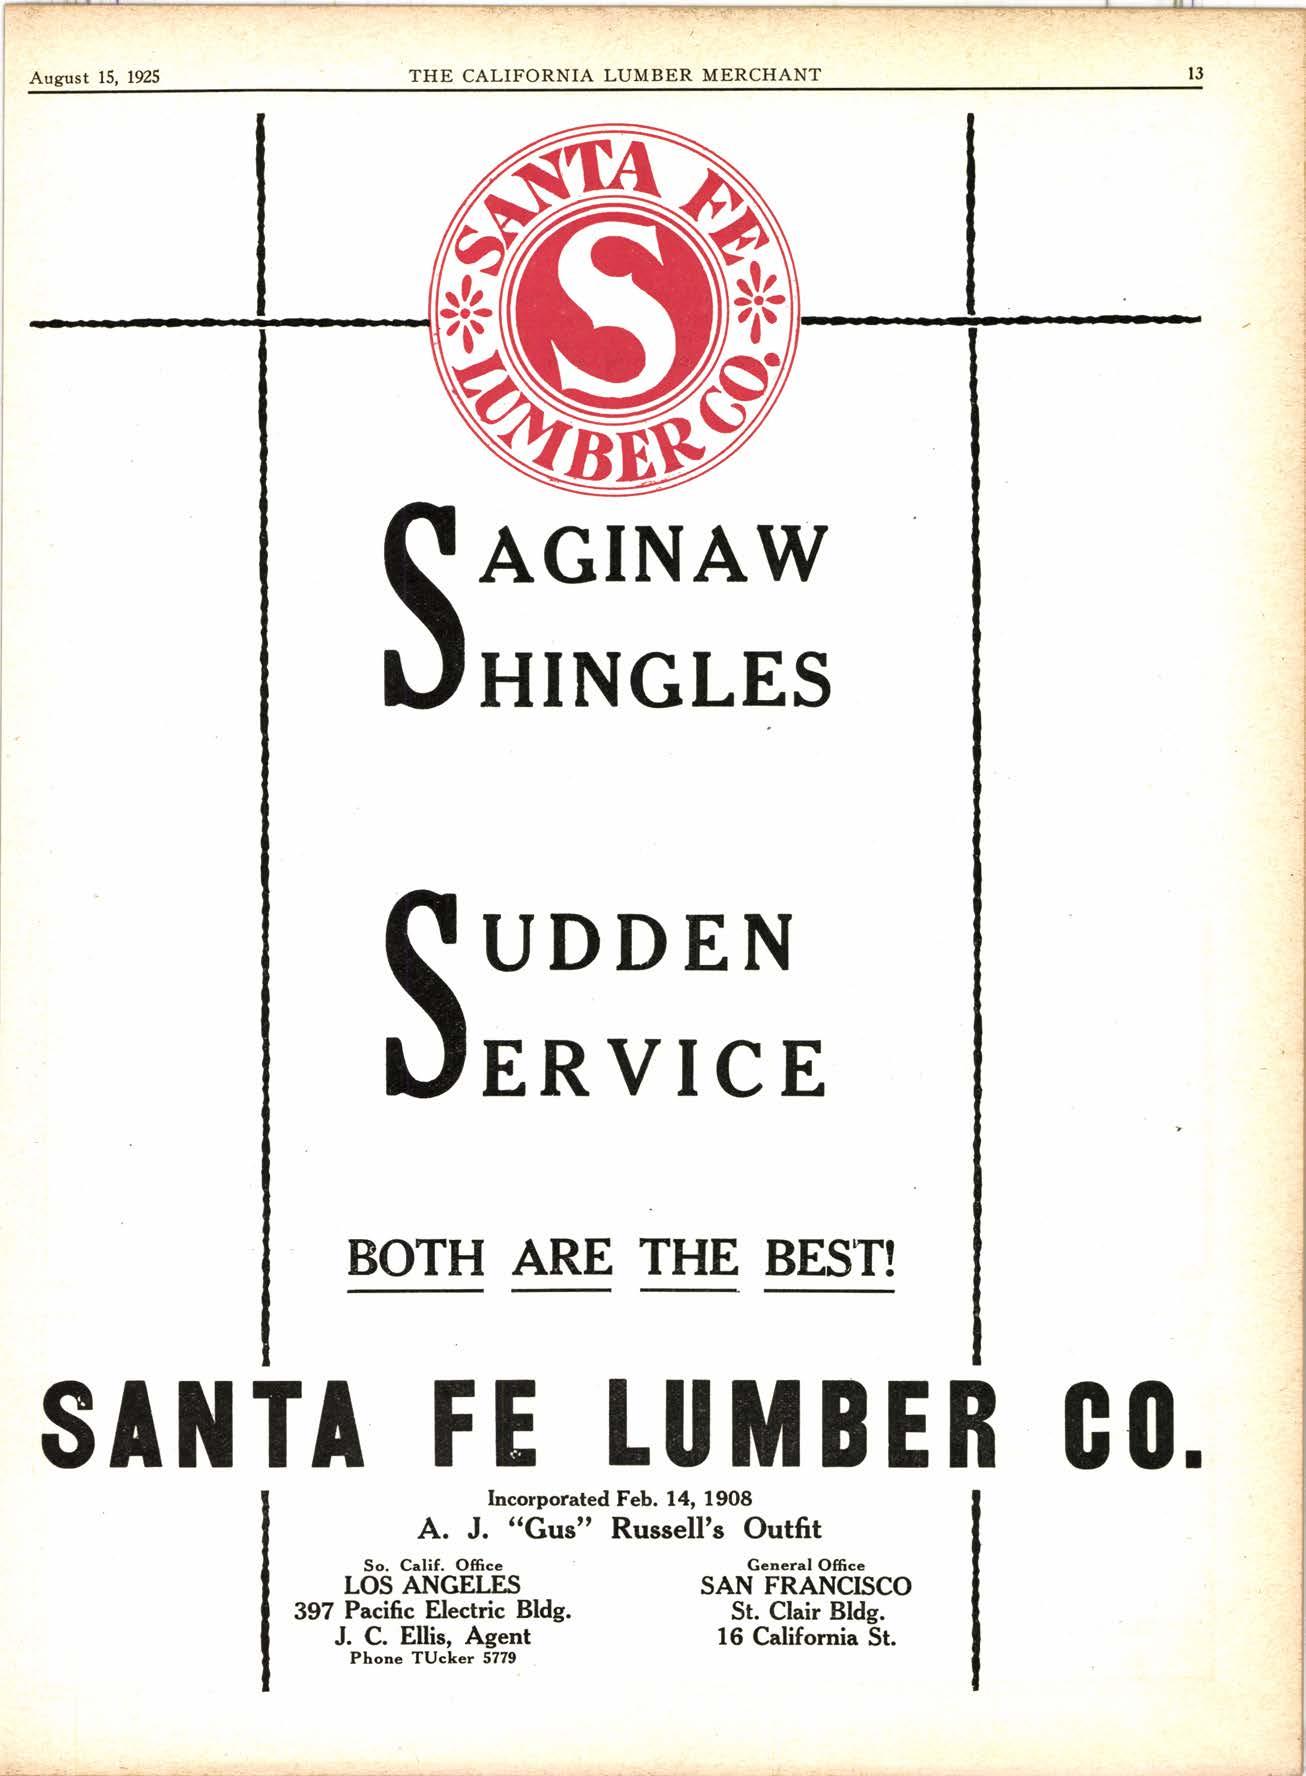 August 15, 1925
THE CALIFORNIA LUMBER MERCHANT
13
SANTA FE
S
LUMBER CO.
SAGINAW
SHINGLES
SUDDEN
SERVICE
BOTH ARE THE BEST!
SANTA FE LUMBER CO.
Incorporated Feb. 14, 1908
A. J. “Gus” Russell's Outfit
So. Calif. Office
LOS ANGELES
397 Pacific Electric Bldg.
J. C. Ellis, Agent
Phone TUcker 5779
General Office
SAN FRANCISCO
St. Clair Bldg.
16 California St.